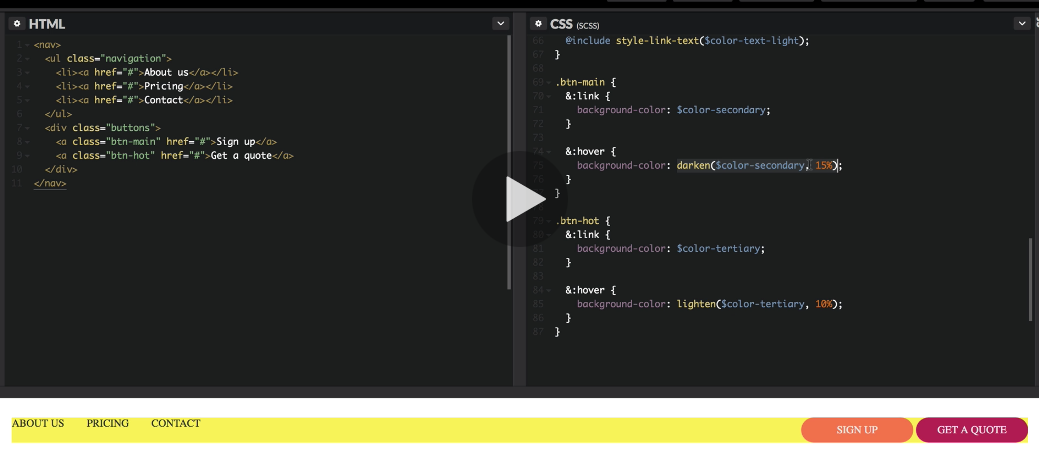 HTML
1 <nav>
2 <ul class="navigation">
3 <li><a href="#">About us</a></li>
4 <li><a href="#">Pricing</a></li>
5 <li><a href="#">Contact</a></li>
6 </ul>
7 <div class="buttons">
8 <a class="btn-main" href="#">Sign up</a>
9 <a class="btn-hot" href="#">Get a quote</a>
10 </div>
11 </nav>
CSS (SCSS)
66 @include style-link-text($color-text-light);
67 }
68
69 .btn-main {
70 &:link {
71 background-color: $color-secondary;
72 }
73
74 &:hover {
75 background-color: darken($color-secondary, 15%);
76 }
}
79 .btn-hot {
80 &:link {
81 background-color: $color-tertiary;
82 }
83
84 &:hover {
85 background-color: lighten($color-tertiary, 10%);
86 }
87 }
ABOUT US PRICING CONTACT SIGN UP GET A QUOTE